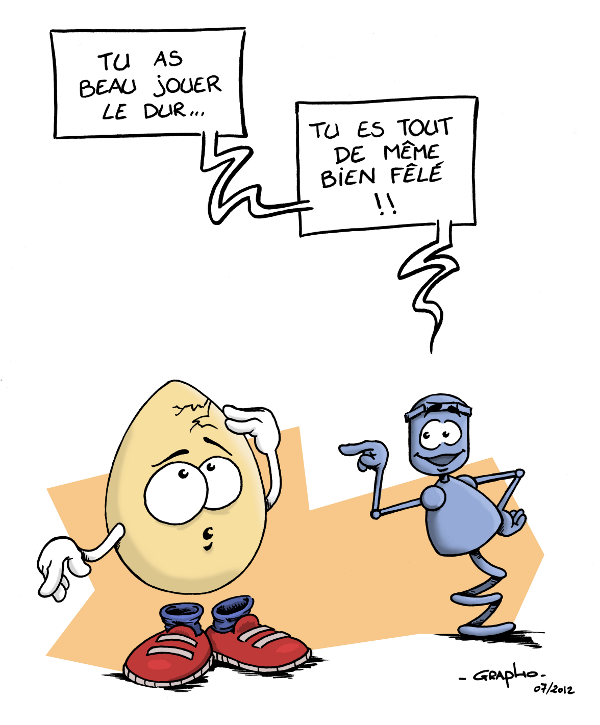 TU AS
BEAU JOUER
LE DUR...
TU ES TOUT
DE MÊME
BIEN FÊLÉ
!!
- GRAPHO -
07/2012